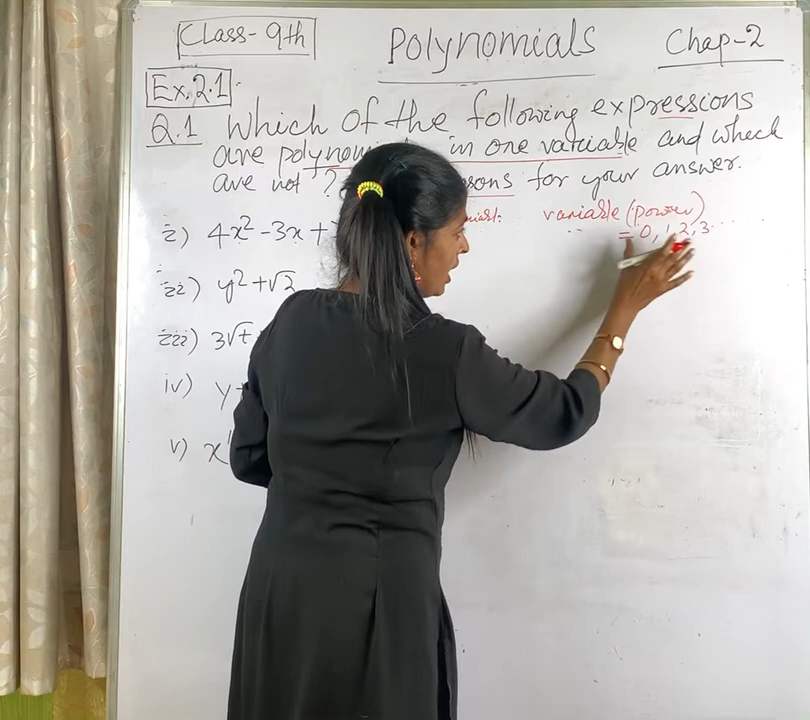 Class-9th
Polynomials
Chap-2
Ex.2.1
Q.1 Which of the following expressions
are in one variable and which
are not ? for your answer.
variable (power)
= 0, 1, 2, 3.......
i) 4x² - 3x +
ii) y² + √2
iii) 3√t
iv) y +
v)